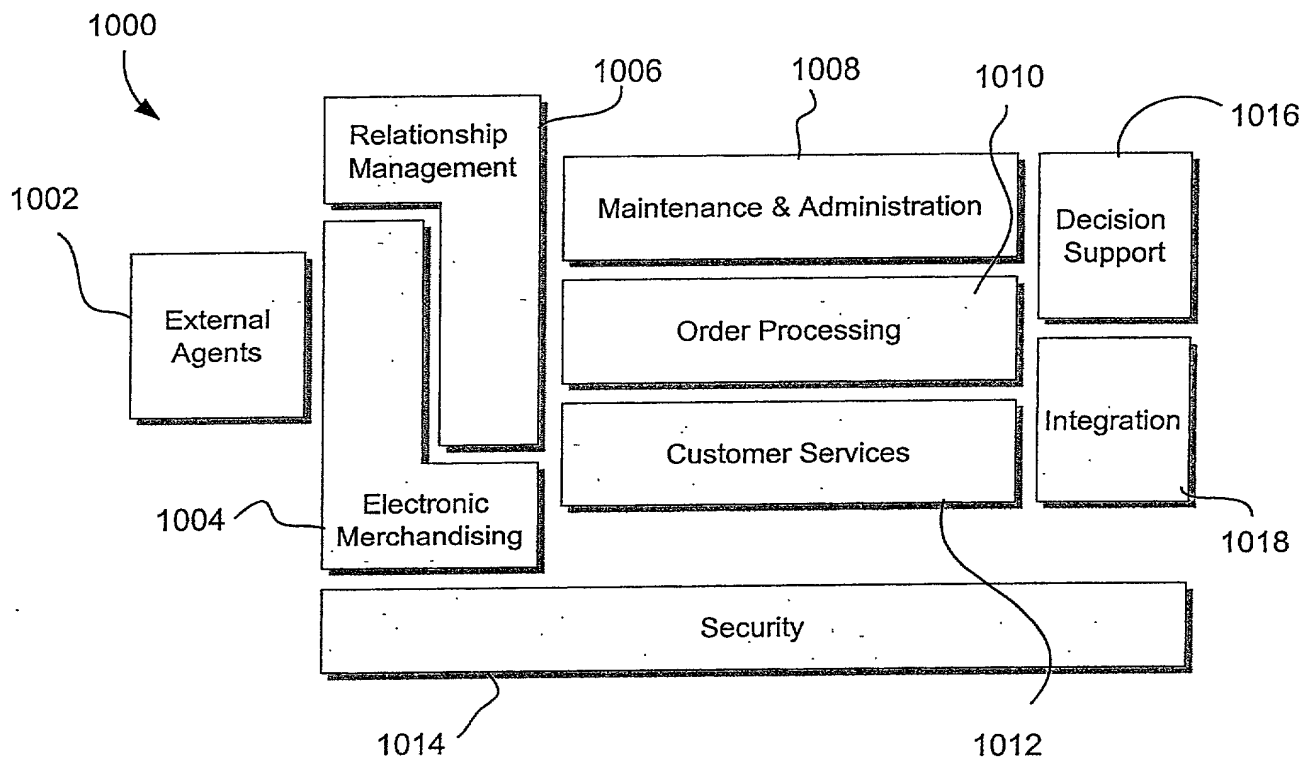 1000
1006
1008
1010
1016
Relationship
Management
1002
Maintenance & Administration
Decision
Support
External
Agents
Order Processing
Integration
Customer Services
1004
Electronic
Merchandising
1018
Security
1014
1012